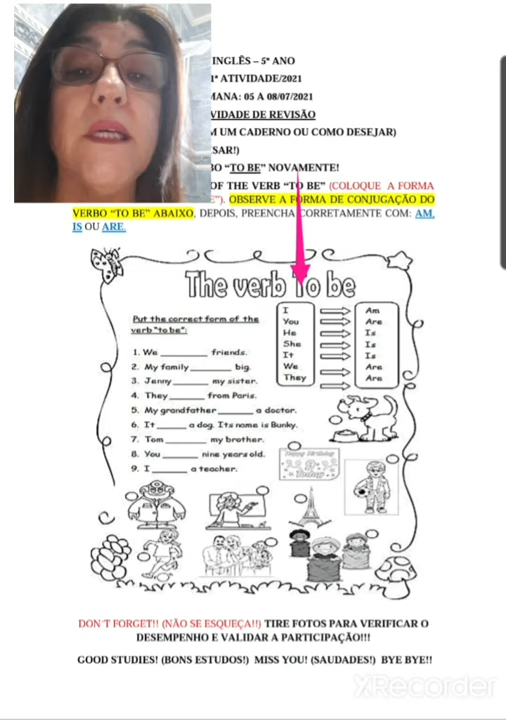 INGLÊS – 5º ANO
1ª ATIVIDADE/2021
MANA: 05 A 08/07/2021
VIDADE DE REVISÃO
M UM CADERNO OU COMO DESEJAR)
SAR!)
BO “TO BE” NOVAMENTE!
OF THE VERB “TO BE” (COLOQUE A FORMA
E”). OBSERVE A FORMA DE CONJUGAÇÃO DO
VERBO “TO BE” ABAIXO, DEPOIS, PREENCHA CORRETAMENTE COM: AM,
IS OU ARE.
The verb To be
Put the correct form of the
verb “to be”:
1. We ________ friends.
2. My family ________ big.
3. Jenny ________ my sister.
4. They ________ from Paris.
5. My grandfather ________ a doctor.
6. It ______ a dog. Its name is Bunky.
7. Tom ________ my brother.
8. You ______ nine years old.
9. I ________ a teacher.
I Am
You Are
He Is
She Is
It Is
We Are
They Are
Happy Birthday
9
Today
DON´T FORGET!! (NÃO SE ESQUEÇA!!) TIRE FOTOS PARA VERIFICAR O
DESEMPENHO E VALIDAR A PARTICIPAÇÃO!!!
GOOD STUDIES! (BONS ESTUDOS!) MISS YOU! (SAUDADES!) BYE BYE!!
XRecorder